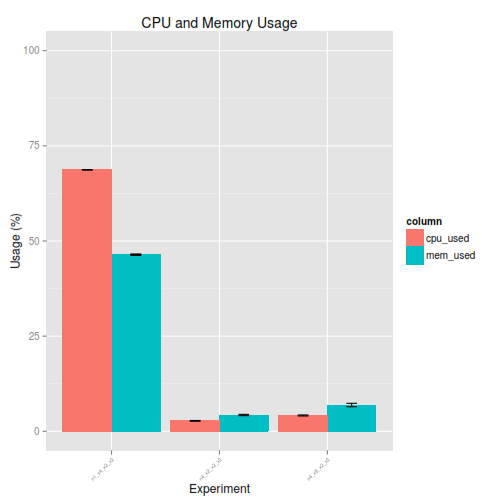 CPU and Memory Usage
100
75
50
25
0
Usage (%)
Experiment
column
cpu_used
mem_used